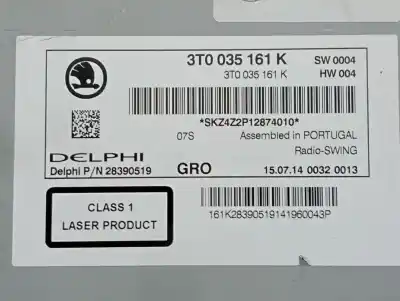 3T0 035 161 K SW 0004
3T0 035 161 K HW 004
*SKZ4Z2P12874010*
07S Assembled in PORTUGAL
Radio-SWING
DELPHI
Delphi P/N 28390519 GRO 15.07.14 0032 0013
CLASS 1
LASER PRODUCT
161K28390519141960043P